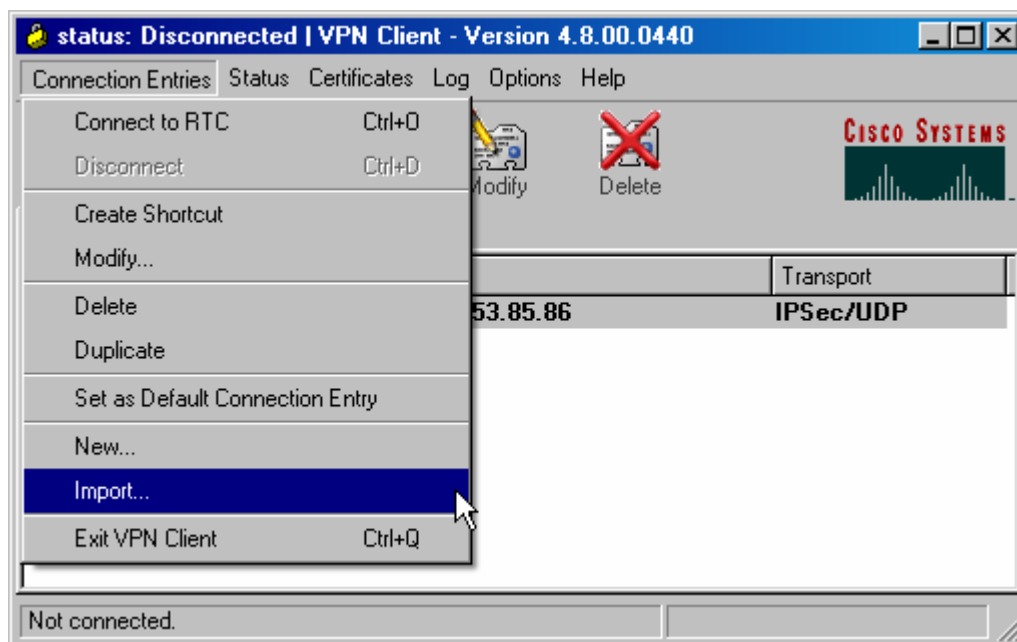 status: Disconnected | VPN Client - Version 4.8.00.0440
Connection Entries Status Certificates Log Options Help
Connect to RTC Ctrl+O
Disconnect Ctrl+D
Create Shortcut
Modify...
Delete
Duplicate
Set as Default Connection Entry
New...
Import...
Exit VPN Client Ctrl+Q
Modify
Delete
CISCO SYSTEMS
Transport
53.85.86 IPSec/UDP
Not connected.